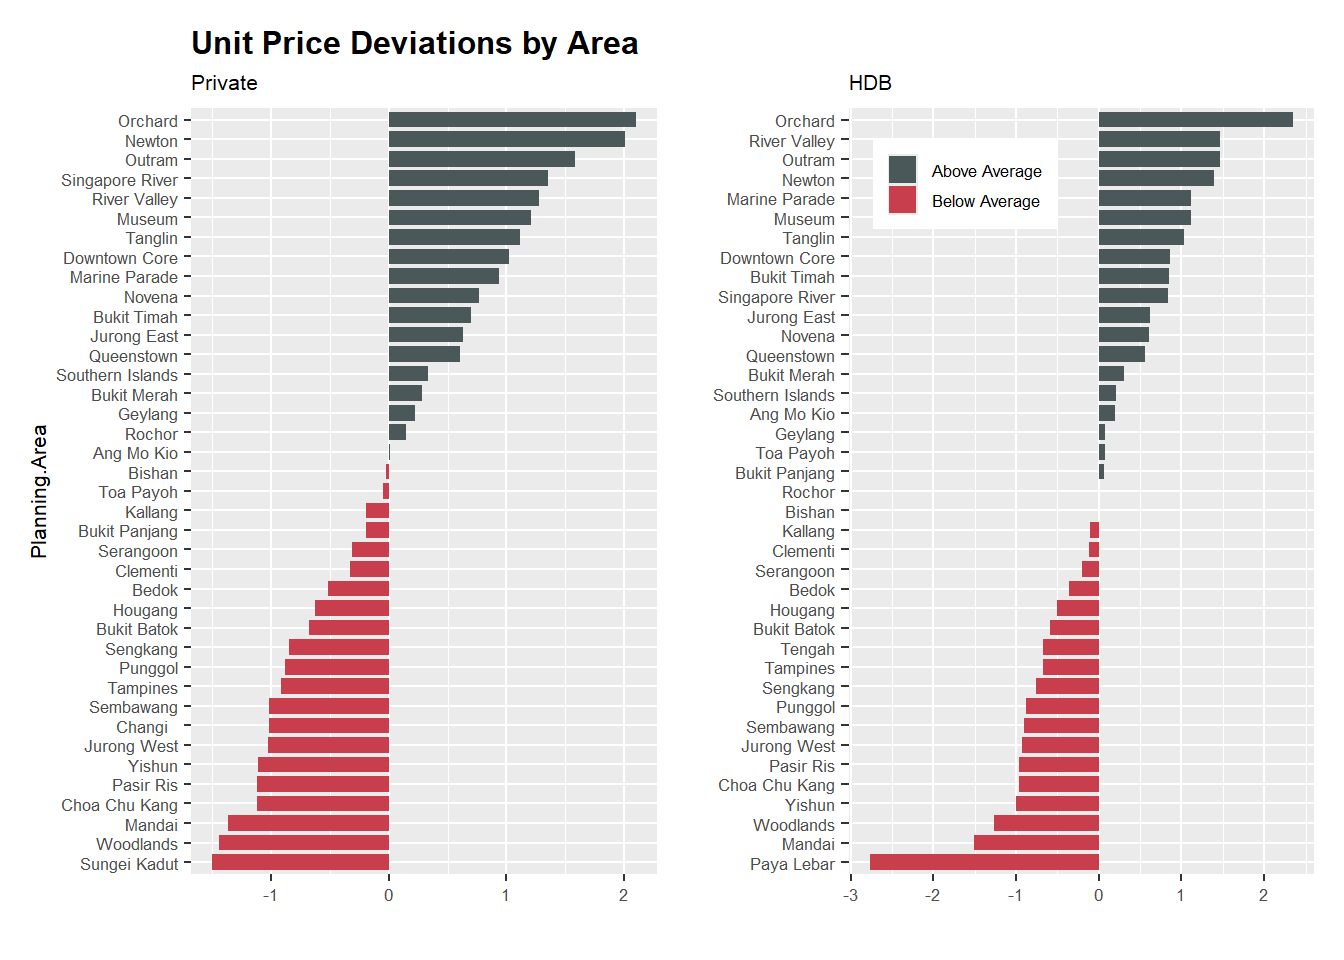 Unit Price Deviations by Area
Private
Planning.Area
Orchard
Newton
Outram
Singapore River
River Valley
Museum
Tanglin
Downtown Core
Marine Parade
Novena
Bukit Timah
Jurong East
Queenstown
Southern Islands
Bukit Merah
Geylang
Rochor
Ang Mo Kio
Bishan
Toa Payoh
Kallang
Bukit Panjang
Serangoon
Clementi
Bedok
Hougang
Bukit Batok
Sengkang
Punggol
Tampines
Sembawang
Changi
Jurong West
Yishun
Pasir Ris
Choa Chu Kang
Mandai
Woodlands
Sungei Kadut
-1 0 1 2
HDB
Orchard
River Valley
Outram
Newton
Marine Parade
Museum
Tanglin
Downtown Core
Bukit Timah
Singapore River
Jurong East
Novena
Queenstown
Bukit Merah
Southern Islands
Ang Mo Kio
Geylang
Toa Payoh
Bukit Panjang
Rochor
Bishan
Kallang
Clementi
Serangoon
Bedok
Hougang
Bukit Batok
Tengah
Tampines
Sengkang
Punggol
Sembawang
Jurong West
Pasir Ris
Choa Chu Kang
Yishun
Woodlands
Mandai
Paya Lebar
-3 -2 -1 0 1 2
Above Average
Below Average